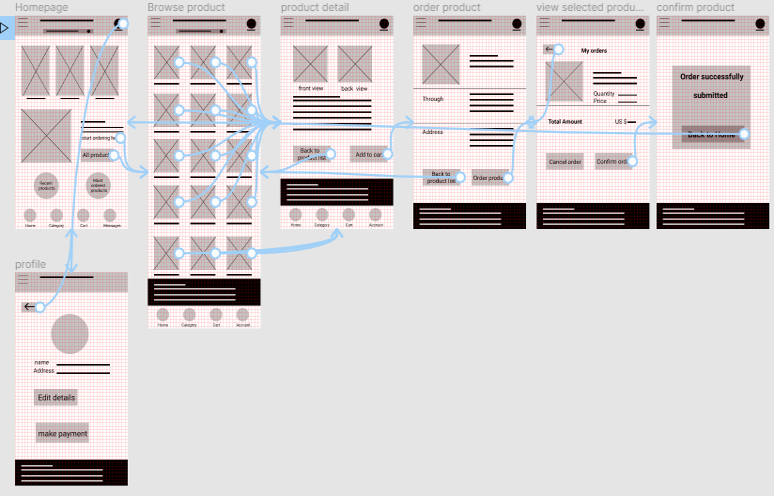 Homepage
Browse product
product detail
order product
view selected produ...
confirm product
start ordering he
All product
Recent
products
Most
ordered
products
Home
Category
Cart
Messages
Home
Category
Cart
Account
front view
back view
Back to
product list
Add to car
Home
Category
Cart
Account
Through
Address
Back to
product list
Order produ
My orders
Quantity
Price
Total Amount
US $
Cancel order
Confirm ord
Order successfully
submitted
Back to Home
profile
name
Address
Edit details
make payment